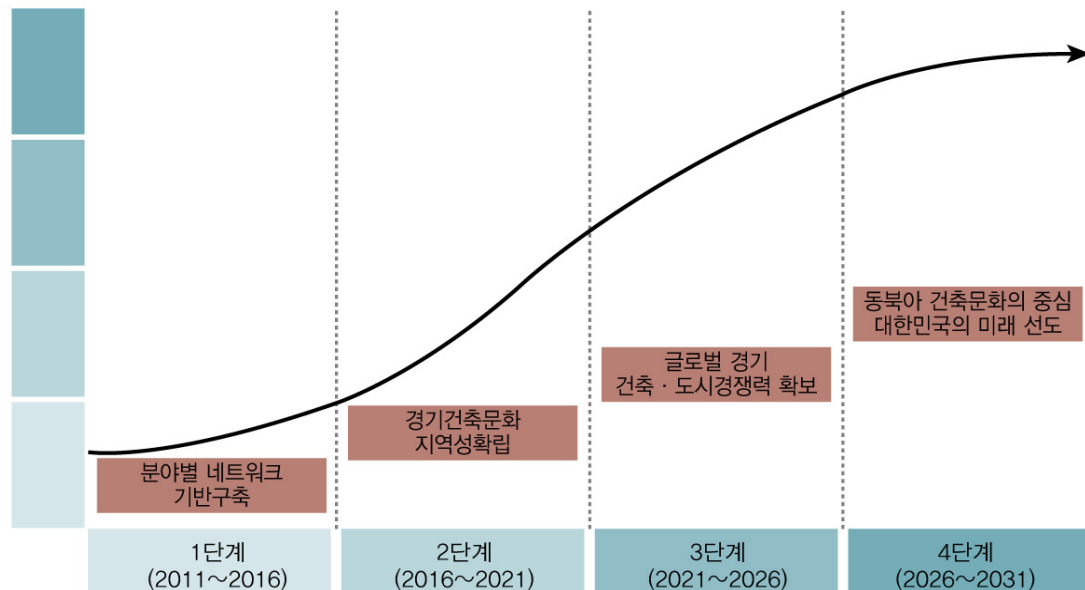 동북아 건축문화의 중심
대한민국의 미래 선도
글로벌 경기
건축 · 도시경쟁력 확보
경기건축문화
지역성확립
분야별 네트워크
기반구축
1단계
(2011~2016)
2단계
(2016~2021)
3단계
(2021~2026)
4단계
(2026~2031)